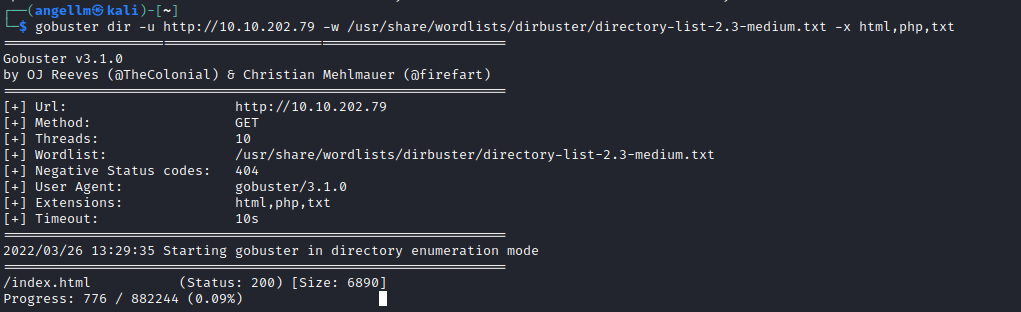 ┌──(angellm㉿kali)-[~]
└─$ gobuster dir -u http://10.10.202.79 -w /usr/share/wordlists/dirbuster/directory-list-2.3-medium.txt -x html,php,txt
===============================================================
Gobuster v3.1.0
by OJ Reeves (@TheColonial) & Christian Mehlmauer (@firefart)
===============================================================
[+] Url:                     http://10.10.202.79
[+] Method:                  GET
[+] Threads:                 10
[+] Wordlist:                /usr/share/wordlists/dirbuster/directory-list-2.3-medium.txt
[+] Negative Status codes:   404
[+] User Agent:              gobuster/3.1.0
[+] Extensions:              html,php,txt
[+] Timeout:                 10s
===============================================================
2022/03/26 13:29:35 Starting gobuster in directory enumeration mode
===============================================================
/index.html           (Status: 200) [Size: 6890]
Progress: 776 / 882244 (0.09%)